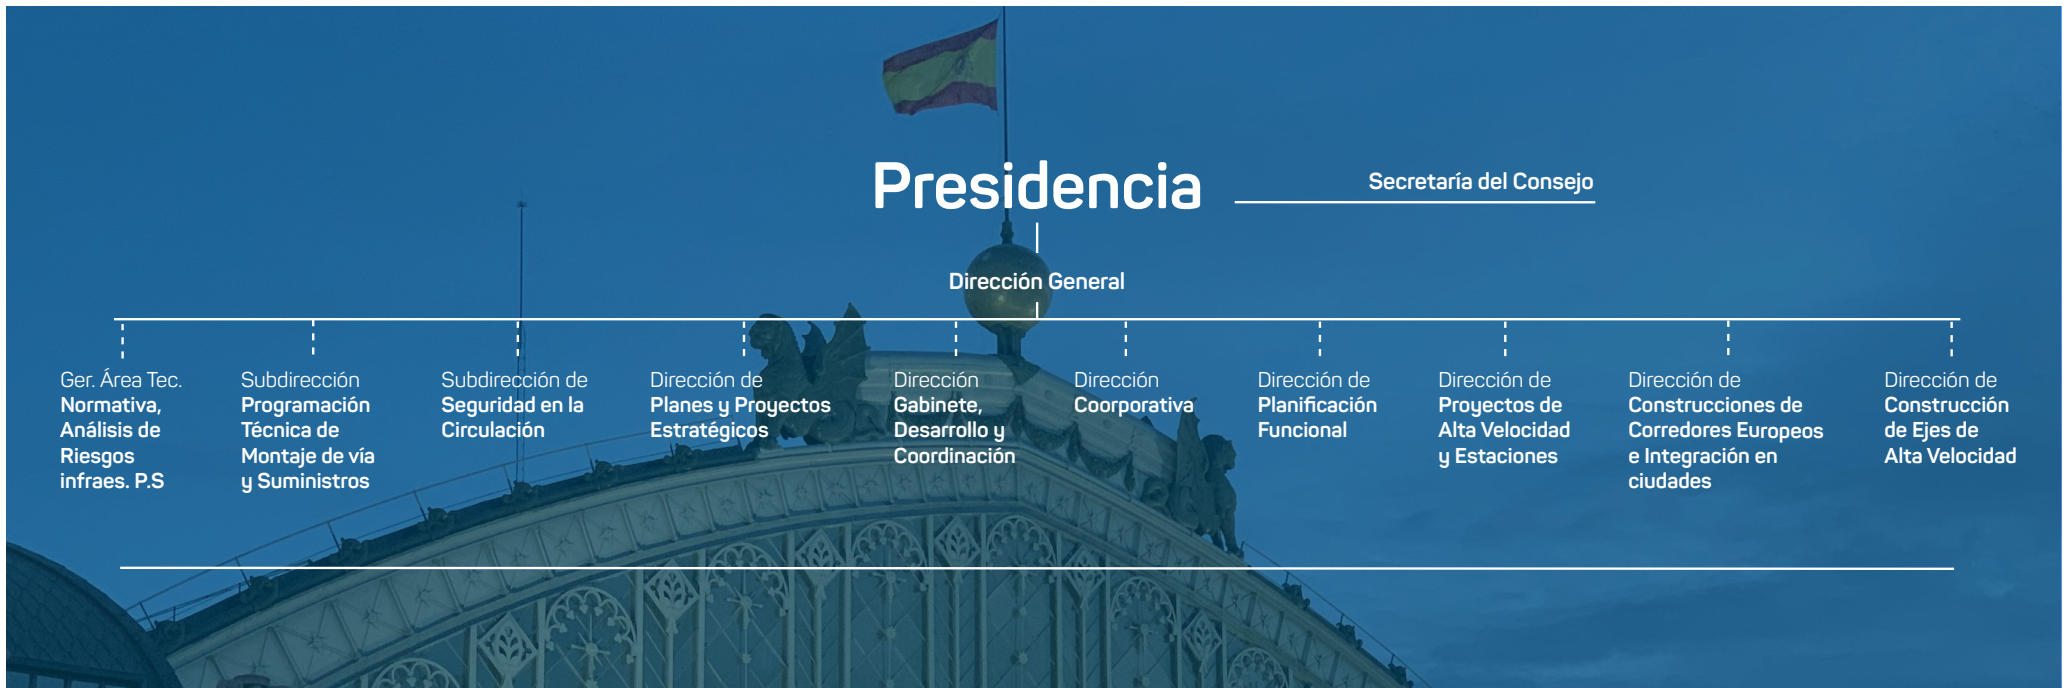 Presidencia
Secretaría del Consejo
Dirección General
Ger. Área Tec.
Normativa,
Análisis de
Riesgos
infraes. P.S
Subdirección
Programación
Técnica de
Montaje de vía
y Suministros
Subdirección de
Seguridad en la
Circulación
Dirección de
Planes y Proyectos
Estratégicos
Dirección
Gabinete,
Desarrollo y
Coordinación
Dirección
Coorporativa
Dirección de
Planificación
Funcional
Dirección de
Proyectos de
Alta Velocidad
y Estaciones
Dirección de
Construcciones de
Corredores Europeos
e Integración en
ciudades
Dirección de
Construcción
de Ejes de
Alta Velocidad